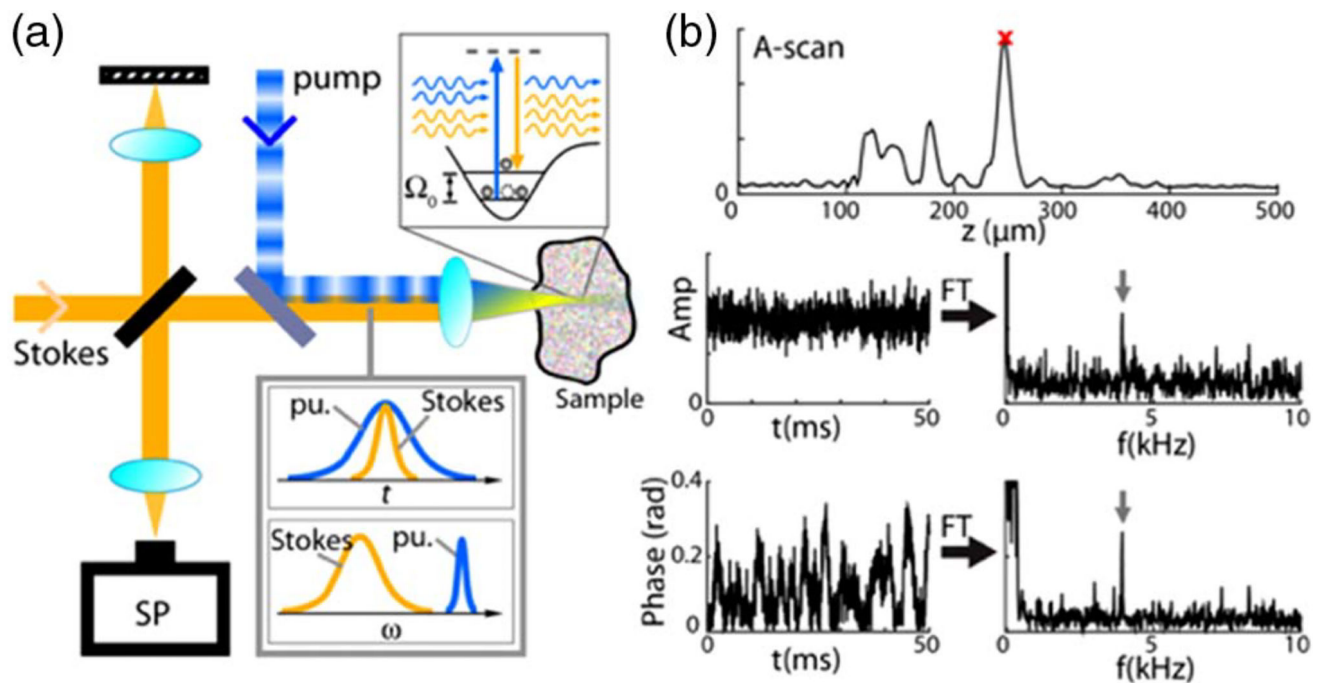 (a)
pump
Ω₀
Stokes
Sample
pu.
Stokes
t
Stokes
pu.
ω
SP
(b)
A-scan
0
0
100
200
300
400
500
z (μm)
Amp
0
0
50
t(ms)
FT
0
5
10
f(kHz)
Phase (rad)
0.4
0.2
0
0
50
t(ms)
FT
0
5
10
f(kHz)